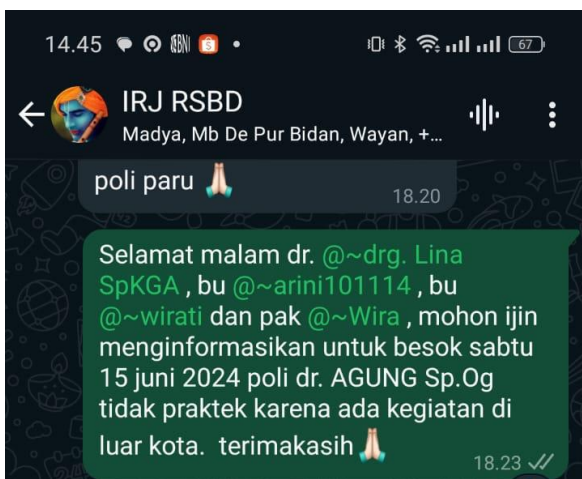 14.45
67
IRJ RSBD
Madya, Mb De Pur Bidan, Wayan, +...
poli paru 🙏🏻
18.20
Selamat malam dr. @~drg. Lina
SpKGA , bu @~arini101114 , bu
@~wirati dan pak @~Wira , mohon ijin
menginformasikan untuk besok sabtu
15 juni 2024 poli dr. AGUNG Sp.Og
tidak praktek karena ada kegiatan di
luar kota.  terimakasih 🙏🏻
18.23